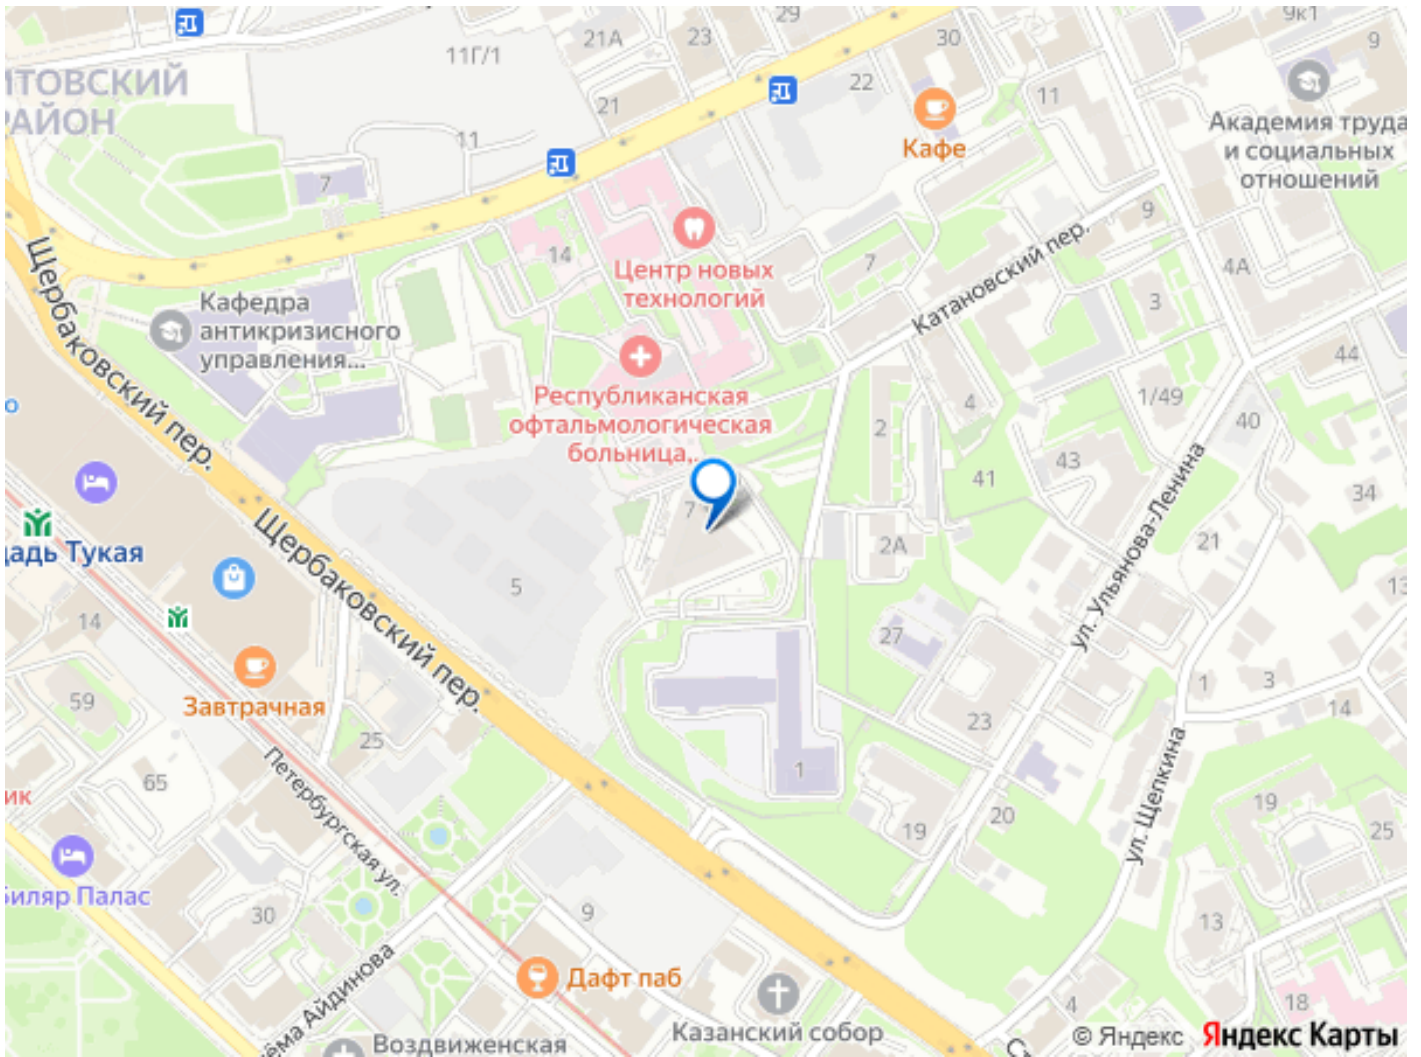 29
9к1
21А
23
30
9
11Г/1
22
ИТОВСКИЙ
РАЙОН
21
11
11
Академия труда
и социальных
отношений
Кафе
7
9
14
Катановский пер.
7
4А
Центр новых
технологий
Щербаковский пер.
Кафедра
антикризисного
управления...
3
44
Республиканская
офтальмологическая
больница,..
1/49
4
40
2
43
41
34
7
Щербаковский пер.
адь Тукая
2А
21
ул. Ульянова-Ленина
5
13
14
27
59
Завтрачная
1
3
14
23
25
65
ик
Петербургская ул.
1
ул. Щепкина
19
20
19
25
Биляр Палас
30
9
13
Дафт паб
ёма Айдинова
Казанский собор
4
18
Воздвиженская
© Яндекс Яндекс Карты